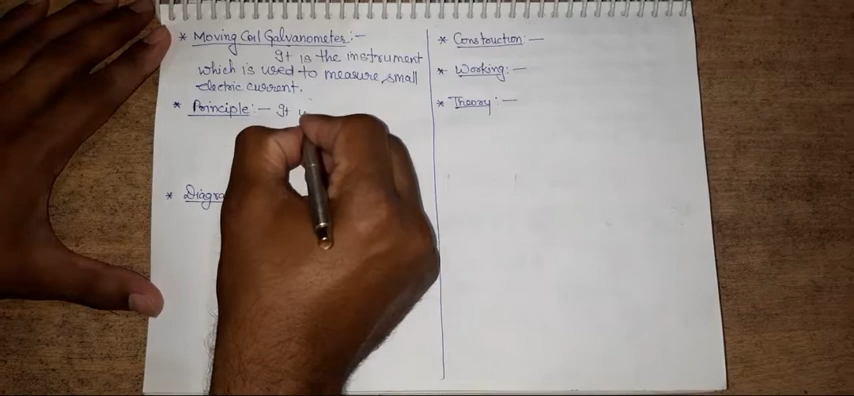 * Moving Coil Galvanometer:-
It is the instrument
which is used to measure small
electric current.
* Principle:- It
* Diagra
* Construction:-
* Working:-
* Theory:-